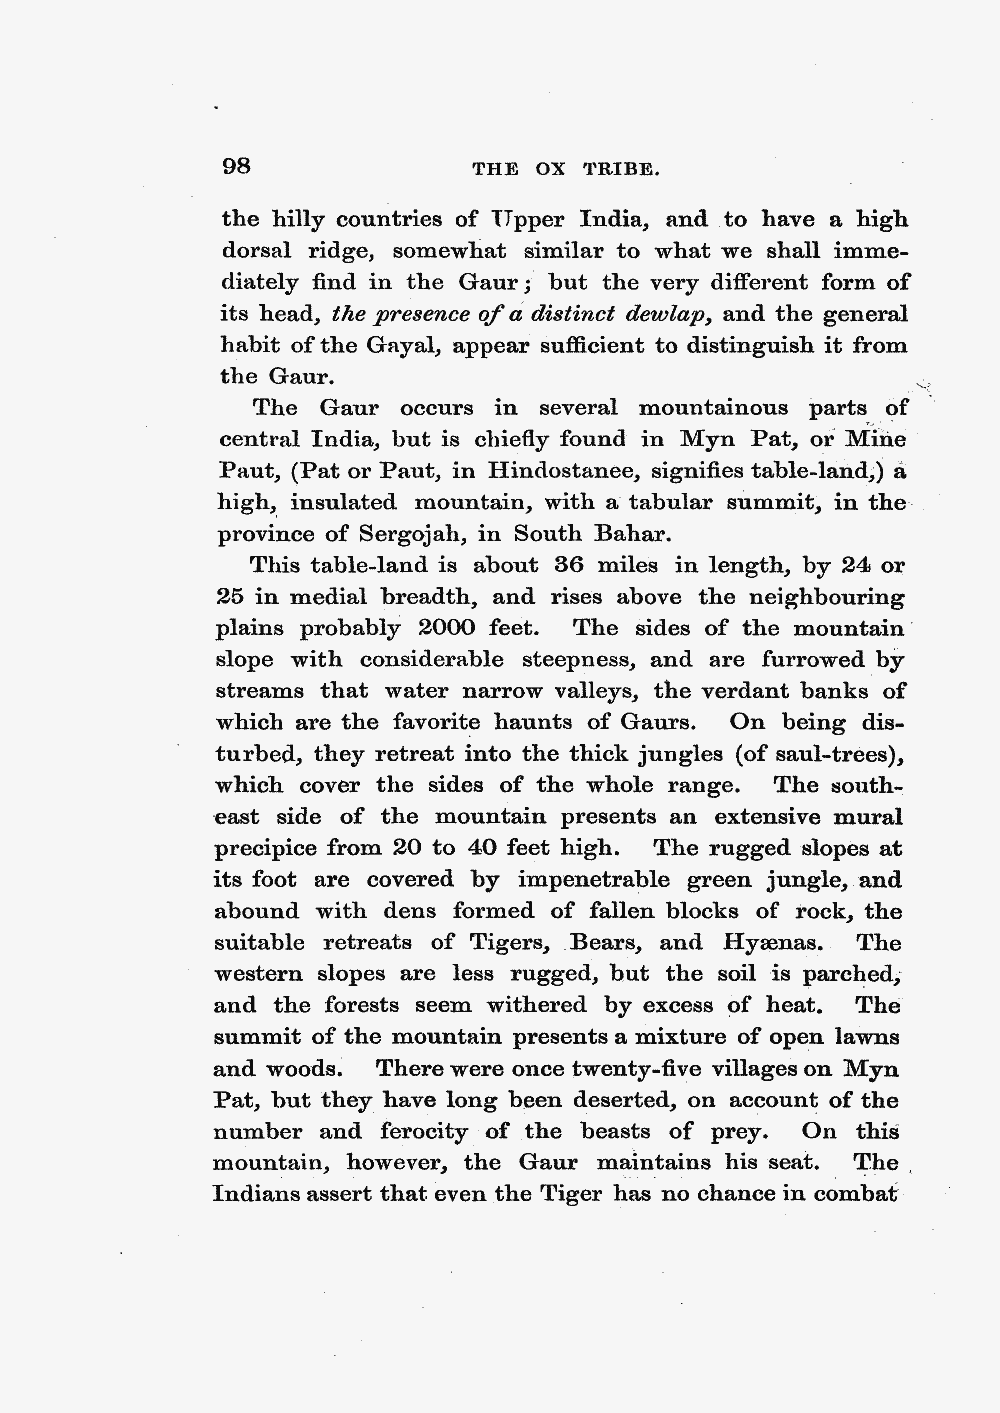 98 THE OX TRIBE.
the hilly countries of Upper India, and to have a high
dorsal ridge, somewhat similar to what we shall imme-
diately find in the Gaur; but the very different form of
its head, the presence of a distinct dewlap, and the general
habit of the Gayal, appear sufficient to distinguish it from
the Gaur.
The Gaur occurs in several mountainous parts of
central India, but is chiefly found in Myn Pat, or Mine
Paut, (Pat or Paut, in Hindostanee, signifies table-land,) a
high, insulated mountain, with a tabular summit, in the
province of Sergojah, in South Bahar.
This table-land is about 36 miles in length, by 24 or
25 in medial breadth, and rises above the neighbouring
plains probably 2000 feet. The sides of the mountain
slope with considerable steepness, and are furrowed by
streams that water narrow valleys, the verdant banks of
which are the favorite haunts of Gaurs. On being dis-
turbed, they retreat into the thick jungles (of saul-trees),
which cover the sides of the whole range. The south-
east side of the mountain presents an extensive mural
precipice from 20 to 40 feet high. The rugged slopes at
its foot are covered by impenetrable green jungle, and
abound with dens formed of fallen blocks of rock, the
suitable retreats of Tigers, Bears, and Hyænas. The
western slopes are less rugged, but the soil is parched,
and the forests seem withered by excess of heat. The
summit of the mountain presents a mixture of open lawns
and woods. There were once twenty-five villages on Myn
Pat, but they have long been deserted, on account of the
number and ferocity of the beasts of prey. On this
mountain, however, the Gaur maintains his seat. The
Indians assert that even the Tiger has no chance in combat